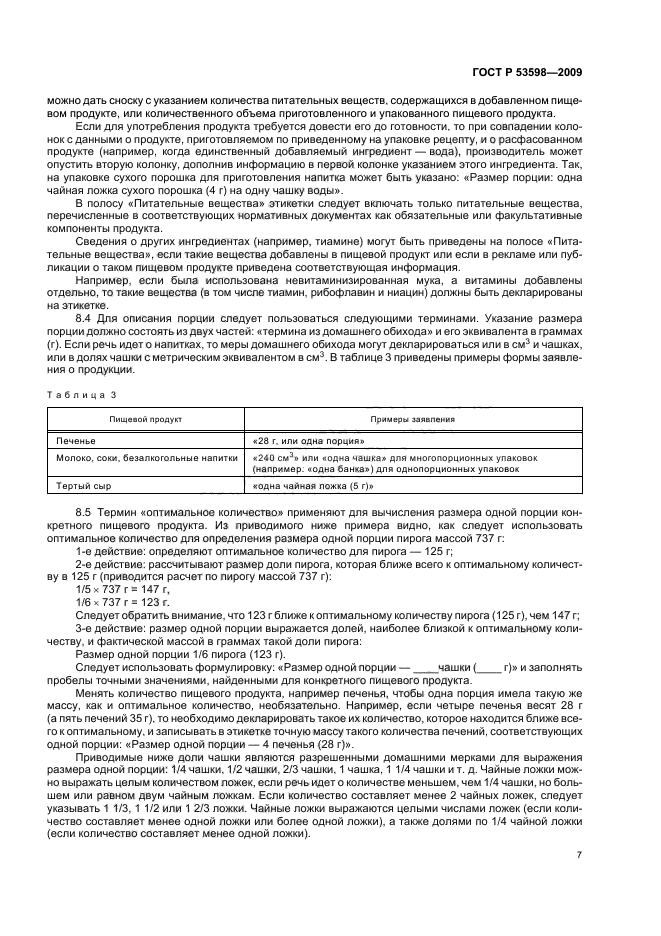 ГОСТ Р 53598—2009
можно дать сноску с указанием количества питательных веществ, содержащихся в добавленном пище-
вом продукте, или количественного объема приготовленного и упакованного пищевого продукта.
Если для употребления продукта требуется довести его до готовности, то при совпадении коло-
нок с данными о продукте, приготовляемом по приведенному на упаковке рецепту, и о расфасованном
продукте (например, когда единственный добавляемый ингредиент — вода), производитель может
опустить вторую колонку, дополнив информацию в первой колонке указанием этого ингредиента. Так,
на упаковке сухого порошка для приготовления напитка может быть указано: «Размер порции: одна
чайная ложка сухого порошка (4 г) на одну чашку воды».
В полосу «Питательные вещества» этикетки следует включать только питательные вещества,
перечисленные в соответствующих нормативных документах как обязательные или факультативные
компоненты продукта.
Сведения о других ингредиентах (например, тиамине) могут быть приведены на полосе «Пита-
тельные вещества», если такие вещества добавлены в пищевой продукт или если в рекламе или пуб-
ликации о таком пищевом продукте приведена соответствующая информация.
Например, если была использована невитаминизированная мука, а витамины добавлены
отдельно, то такие вещества (в том числе тиамин, рибофлавин и ниацин) должны быть декларированы
на этикетке.
8.4 Для описания порции следует пользоваться следующими терминами. Указание размера
порции должно состоять из двух частей: «термина из домашнего обихода» и его эквивалента в граммах
(г). Если речь идет о напитках, то меры домашнего обихода могут декларироваться или в см³ и чашках,
или в долях чашки с метрическим эквивалентом в см³. В таблице 3 приведены примеры формы заявле-
ния о продукции.
Таблица 3
Пищевой продукт Примеры заявления
Печенье «28 г, или одна порция»
Молоко, соки, безалкогольные напитки «240 см³» или «одна чашка» для многопорционных упаковок
(например: «одна банка») для однопорционных упаковок
Тертый сыр «одна чайная ложка (5 г)»
8.5 Термин «оптимальное количество» применяют для вычисления размера одной порции кон-
кретного пищевого продукта. Из приводимого ниже примера видно, как следует использовать
оптимальное количество для определения размера одной порции пирога массой 737 г:
1-е действие: определяют оптимальное количество для пирога — 125 г;
2-е действие: рассчитывают размер доли пирога, которая ближе всего к оптимальному количест-
ву в 125 г (приводится расчет по пирогу массой 737 г):
1/5 × 737 г = 147 г,
1/6 × 737 г = 123 г.
Следует обратить внимание, что 123 г ближе к оптимальному количеству пирога (125 г), чем 147 г;
3-е действие: размер одной порции выражается долей, наиболее близкой к оптимальному коли-
честву, и фактической массой в граммах такой доли пирога:
Размер одной порции 1/6 пирога (123 г).
Следует использовать формулировку: «Размер одной порции — ____чашки (____ г)» и заполнять
пробелы точными значениями, найденными для конкретного пищевого продукта.
Менять количество пищевого продукта, например печенья, чтобы одна порция имела такую же
массу, как и оптимальное количество, необязательно. Например, если четыре печенья весят 28 г
(а пять печений 35 г), то необходимо декларировать такое их количество, которое находится ближе все-
го к оптимальному, и записывать в этикетке точную массу такого количества печений, соответствующих
одной порции: «Размер одной порции — 4 печенья (28 г)».
Приводимые ниже доли чашки являются разрешенными домашними мерками для выражения
размера одной порции: 1/4 чашки, 1/2 чашки, 2/3 чашки, 1 чашка, 1 1/4 чашки и т. д. Чайные ложки мож-
но выражать целым количеством ложек, если речь идет о количестве меньшем, чем 1/4 чашки, но боль-
шем или равном двум чайным ложкам. Если количество составляет менее 2 чайных ложек, следует
указывать 1 1/3, 1 1/2 или 1 2/3 ложки. Чайные ложки выражаются целыми числами ложек (если коли-
чество составляет менее одной ложки или более одной ложки), а также долями по 1/4 чайной ложки
(если количество составляет менее одной ложки).
7